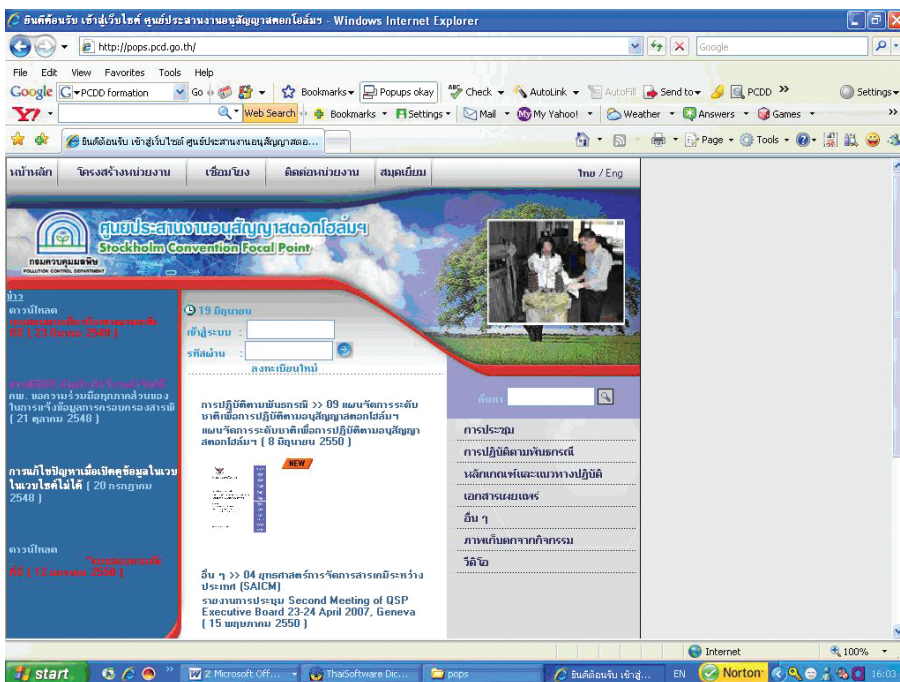 ยินดีต้อนรับ เข้าสู่เว็บไซต์ ศูนย์ประสานงานอนุสัญญาสตอกโฮล์มฯ - Windows Internet Explorer
http://pops.pcd.go.th/
Google
File Edit View Favorites Tools Help
Google PCDD formation Go Bookmarks Popups okay Check AutoLink AutoFill Send to PCDD Settings
Web Search Bookmarks Settings Mail My Yahoo! Weather Answers Games
ยินดีต้อนรับ เข้าสู่เว็บไซต์ ศูนย์ประสานงานอนุสัญญาสตอ...
Page Tools
หน้าหลัก โครงสร้างหน่วยงาน เชื่อมโยง ติดต่อหน่วยงาน สมุดเยี่ยม ไทย / Eng
ศูนย์ประสานงานอนุสัญญาสตอกโฮล์มฯ
Stockholm Convention Focal Point
กรมควบคุมมลพิษ
POLLUTION CONTROL DEPARTMENT
ข่าว
ดาวน์โหลด
คพ. ขอความร่วมมือทุกภาคส่วนของ
ในการแจ้งข้อมูลการครอบครองสารพิ
[ 21 ตุลาคม 2548 ]
การแก้ไขปัญหาเมื่อเปิดดูข้อมูลในเวบ
ในเวบไซต์ไม่ได้ [ 20 กรกฎาคม
2548 ]
ดาวน์โหลด
19 มิถุนายน
เข้าสู่ระบบ :
รหัสผ่าน :
ลงทะเบียนใหม่
การปฏิบัติตามพันธกรณี >> 09 แผนจัดการระดับ
ชาติเพื่อการปฏิบัติตามอนุสัญญาสตอกโฮล์มฯ
แผนจัดการระดับชาติเพื่อการปฏิบัติตามอนุสัญญา
สตอกโฮล์มฯ [ 8 มิถุนายน 2550 ]
NEW
อื่น ๆ >> 04 ยุทธศาสตร์การจัดการสารเคมีระหว่าง
ประเทศ (SAICM)
รายงานการประชุม Second Meeting of QSP
Executive Board 23-24 April 2007, Geneva
[ 15 พฤษภาคม 2550 ]
ค้นหา
การประชุม
การปฏิบัติตามพันธกรณี
หลักเกณฑ์และแนวทางปฏิบัติ
เอกสารเผยแพร่
อื่น ๆ
ภาพเก็บตกจากกิจกรรม
วีดิโอ
Internet 100%
start 2 Microsoft Off... ThaiSoftware Dic... pops ยินดีต้อนรับ เข้าสู่... EN Norton 16:03